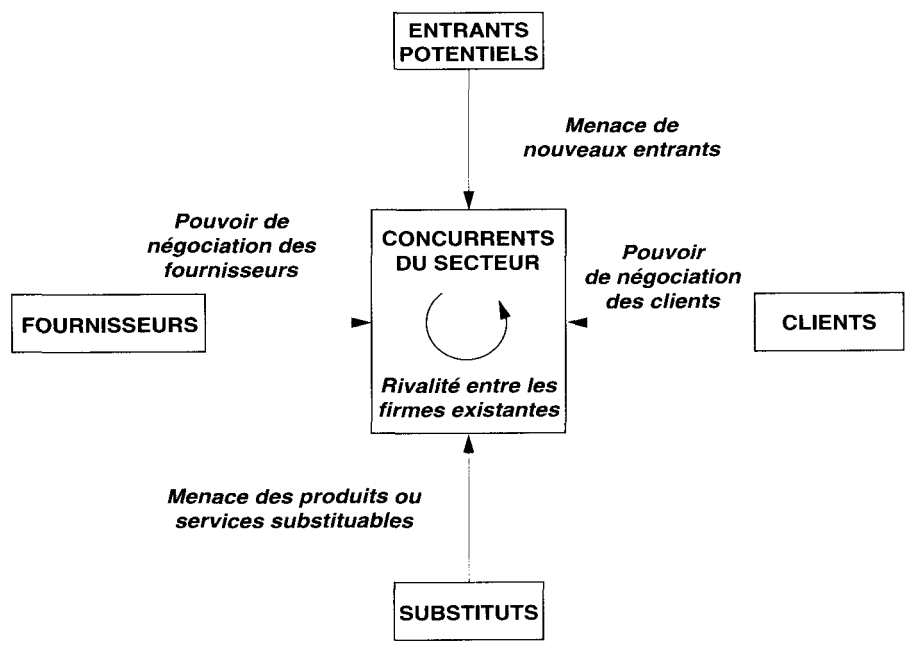 ENTRANTS
POTENTIELS
Menace de
nouveaux entrants
Pouvoir de
négociation des
fournisseurs
CONCURRENTS
DU SECTEUR
Pouvoir
de négociation
des clients
FOURNISSEURS
CLIENTS
Rivalité entre les
firmes existantes
Menace des produits ou
services substituables
SUBSTITUTS